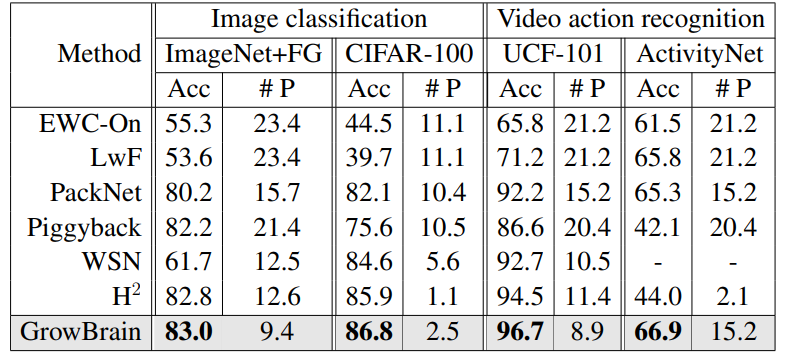 Image classification Video action recognition
Method ImageNet+FG CIFAR-100 UCF-101 ActivityNet
Acc # P Acc # P Acc # P Acc # P
EWC-On 55.3 23.4 44.5 11.1 65.8 21.2 61.5 21.2
LwF 53.6 23.4 39.7 11.1 71.2 21.2 65.8 21.2
PackNet 80.2 15.7 82.1 10.4 92.2 15.2 65.3 15.2
Piggyback 82.2 21.4 75.6 10.5 86.6 20.4 42.1 20.4
WSN 61.7 12.5 84.6 5.6 92.7 10.5 - -
H² 82.8 12.6 85.9 1.1 94.5 11.4 44.0 2.1
GrowBrain 83.0 9.4 86.8 2.5 96.7 8.9 66.9 15.2